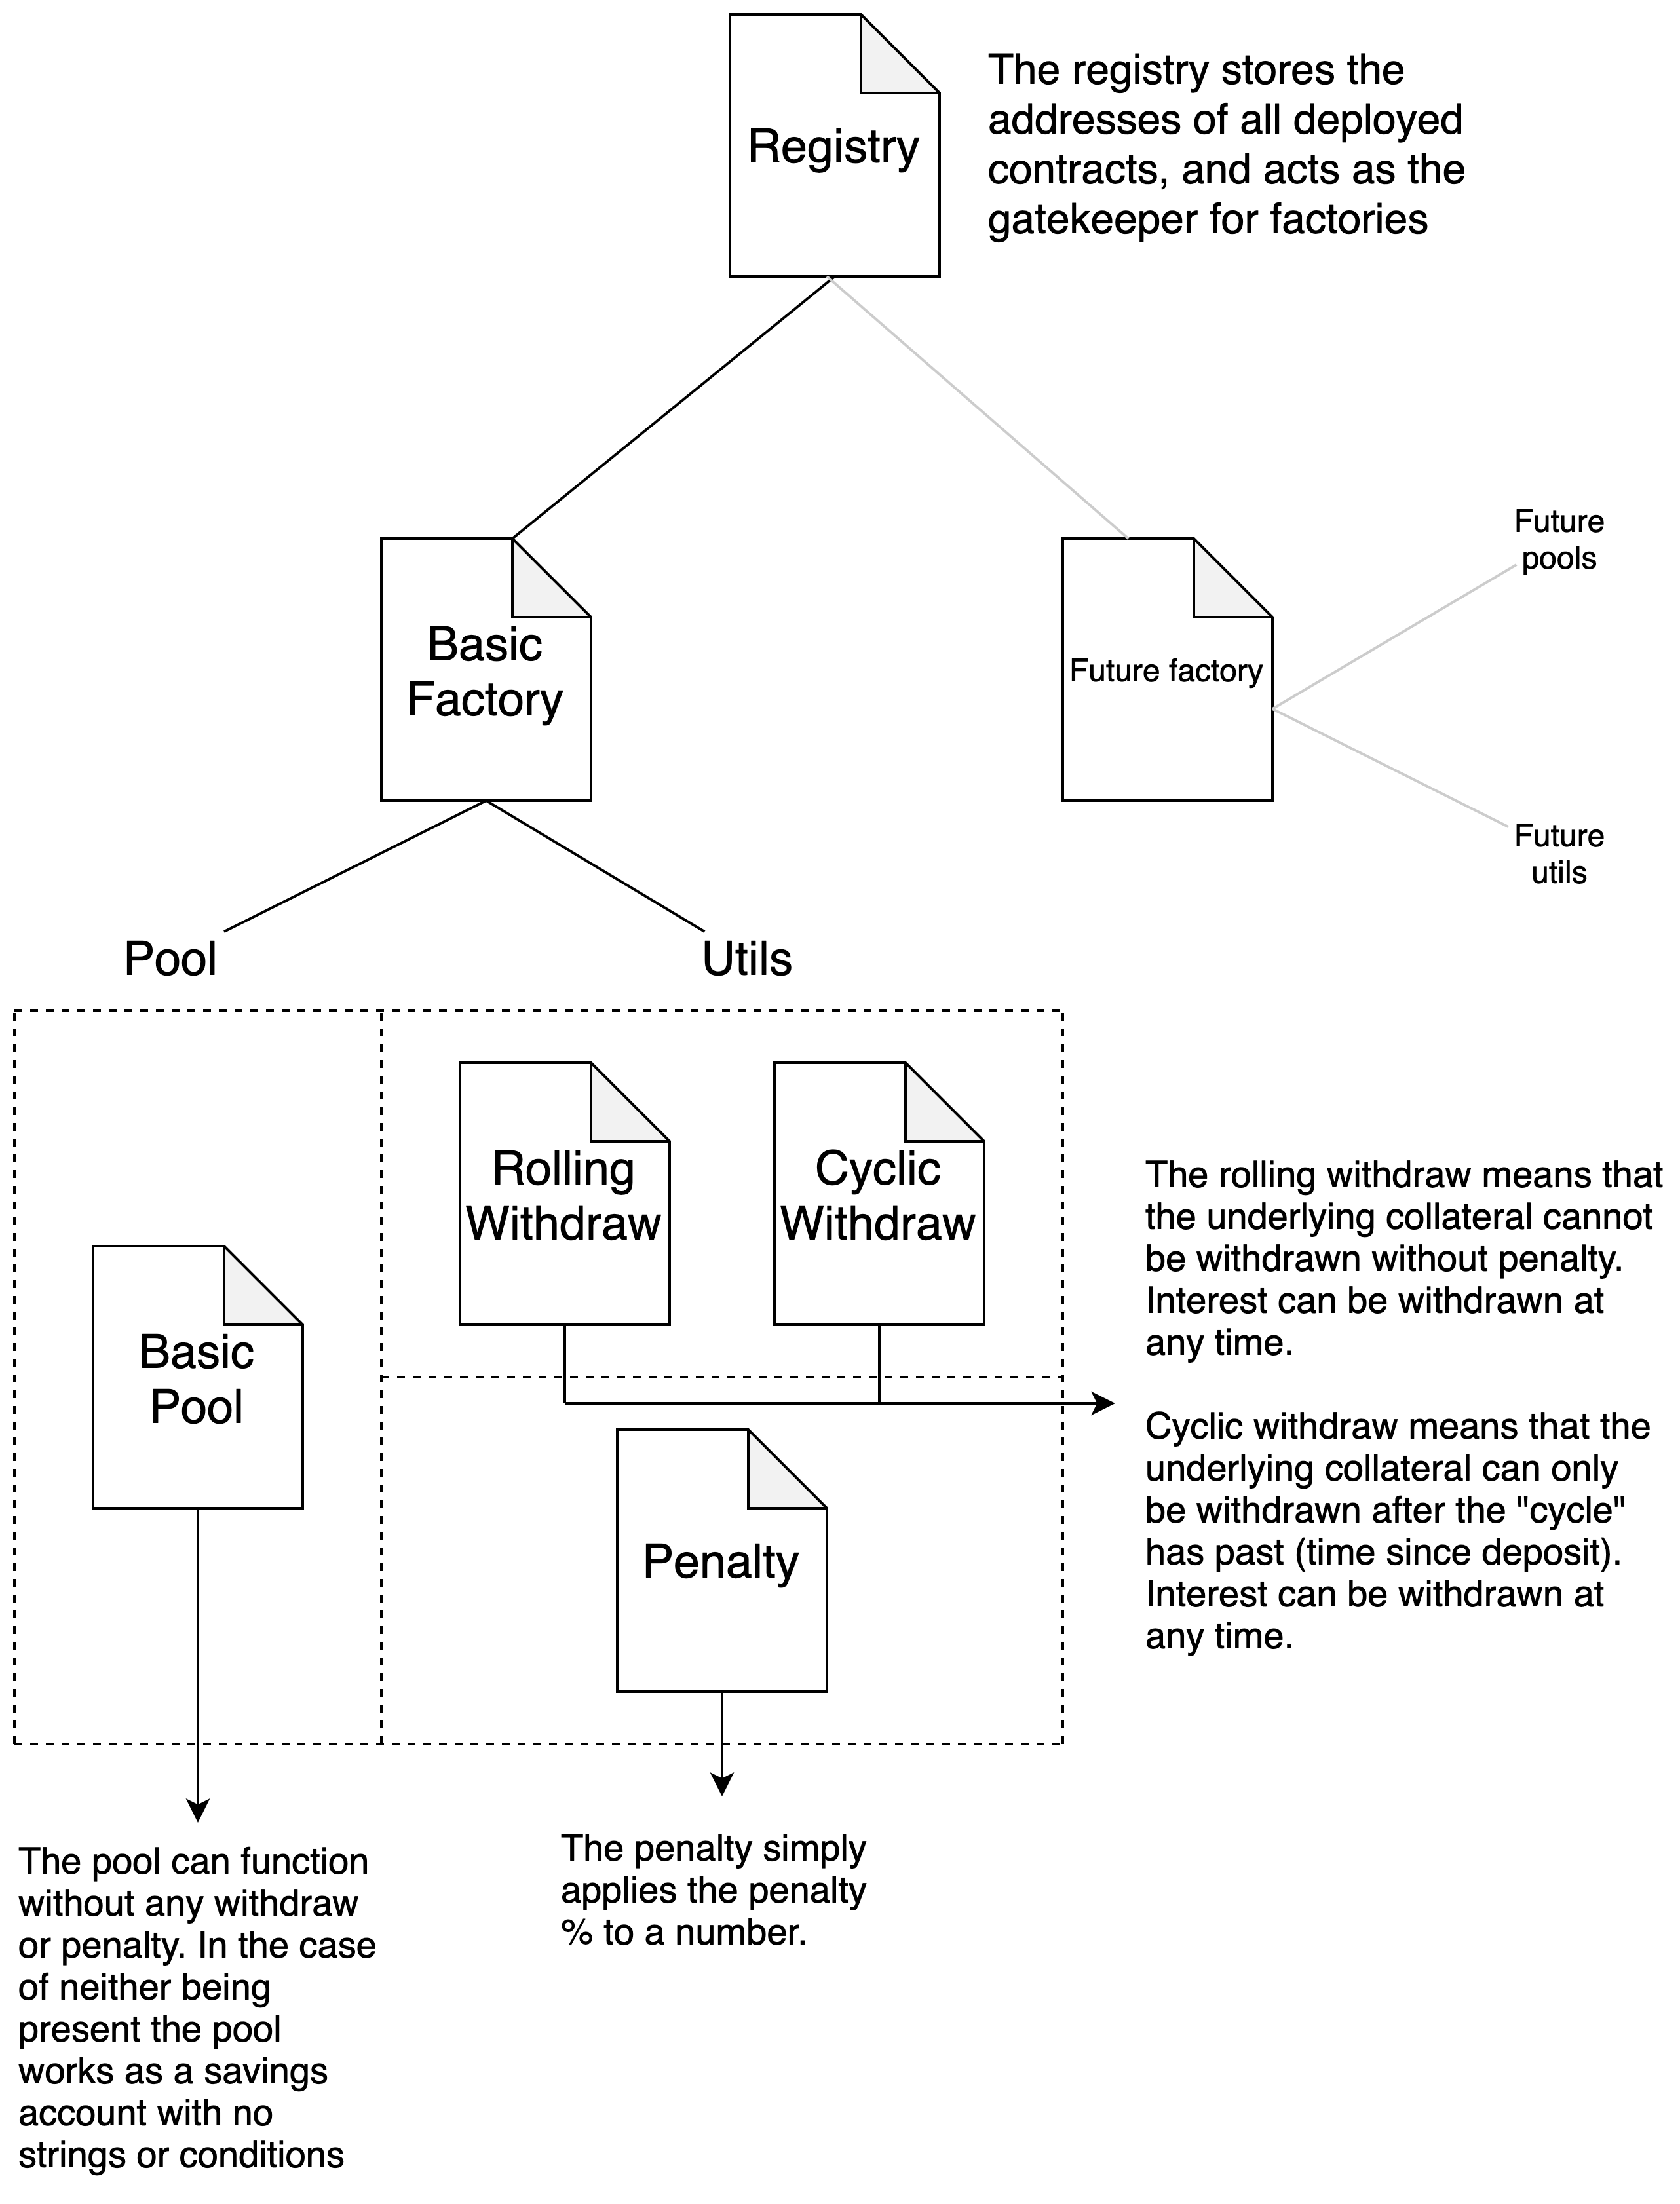 Registry
The registry stores the
addresses of all deployed
contracts, and acts as the
gatekeeper for factories
Basic
Factory
Future factory
Future
pools
Future
utils
Pool
Utils
Rolling
Withdraw
Cyclic
Withdraw
Basic
Pool
Penalty
The rolling withdraw means that
the underlying collateral cannot
be withdrawn without penalty.
Interest can be withdrawn at
any time.
Cyclic withdraw means that the
underlying collateral can only
be withdrawn after the "cycle"
has past (time since deposit).
Interest can be withdrawn at
any time.
The pool can function
without any withdraw
or penalty. In the case
of neither being
present the pool
works as a savings
account with no
strings or conditions
The penalty simply
applies the penalty
% to a number.